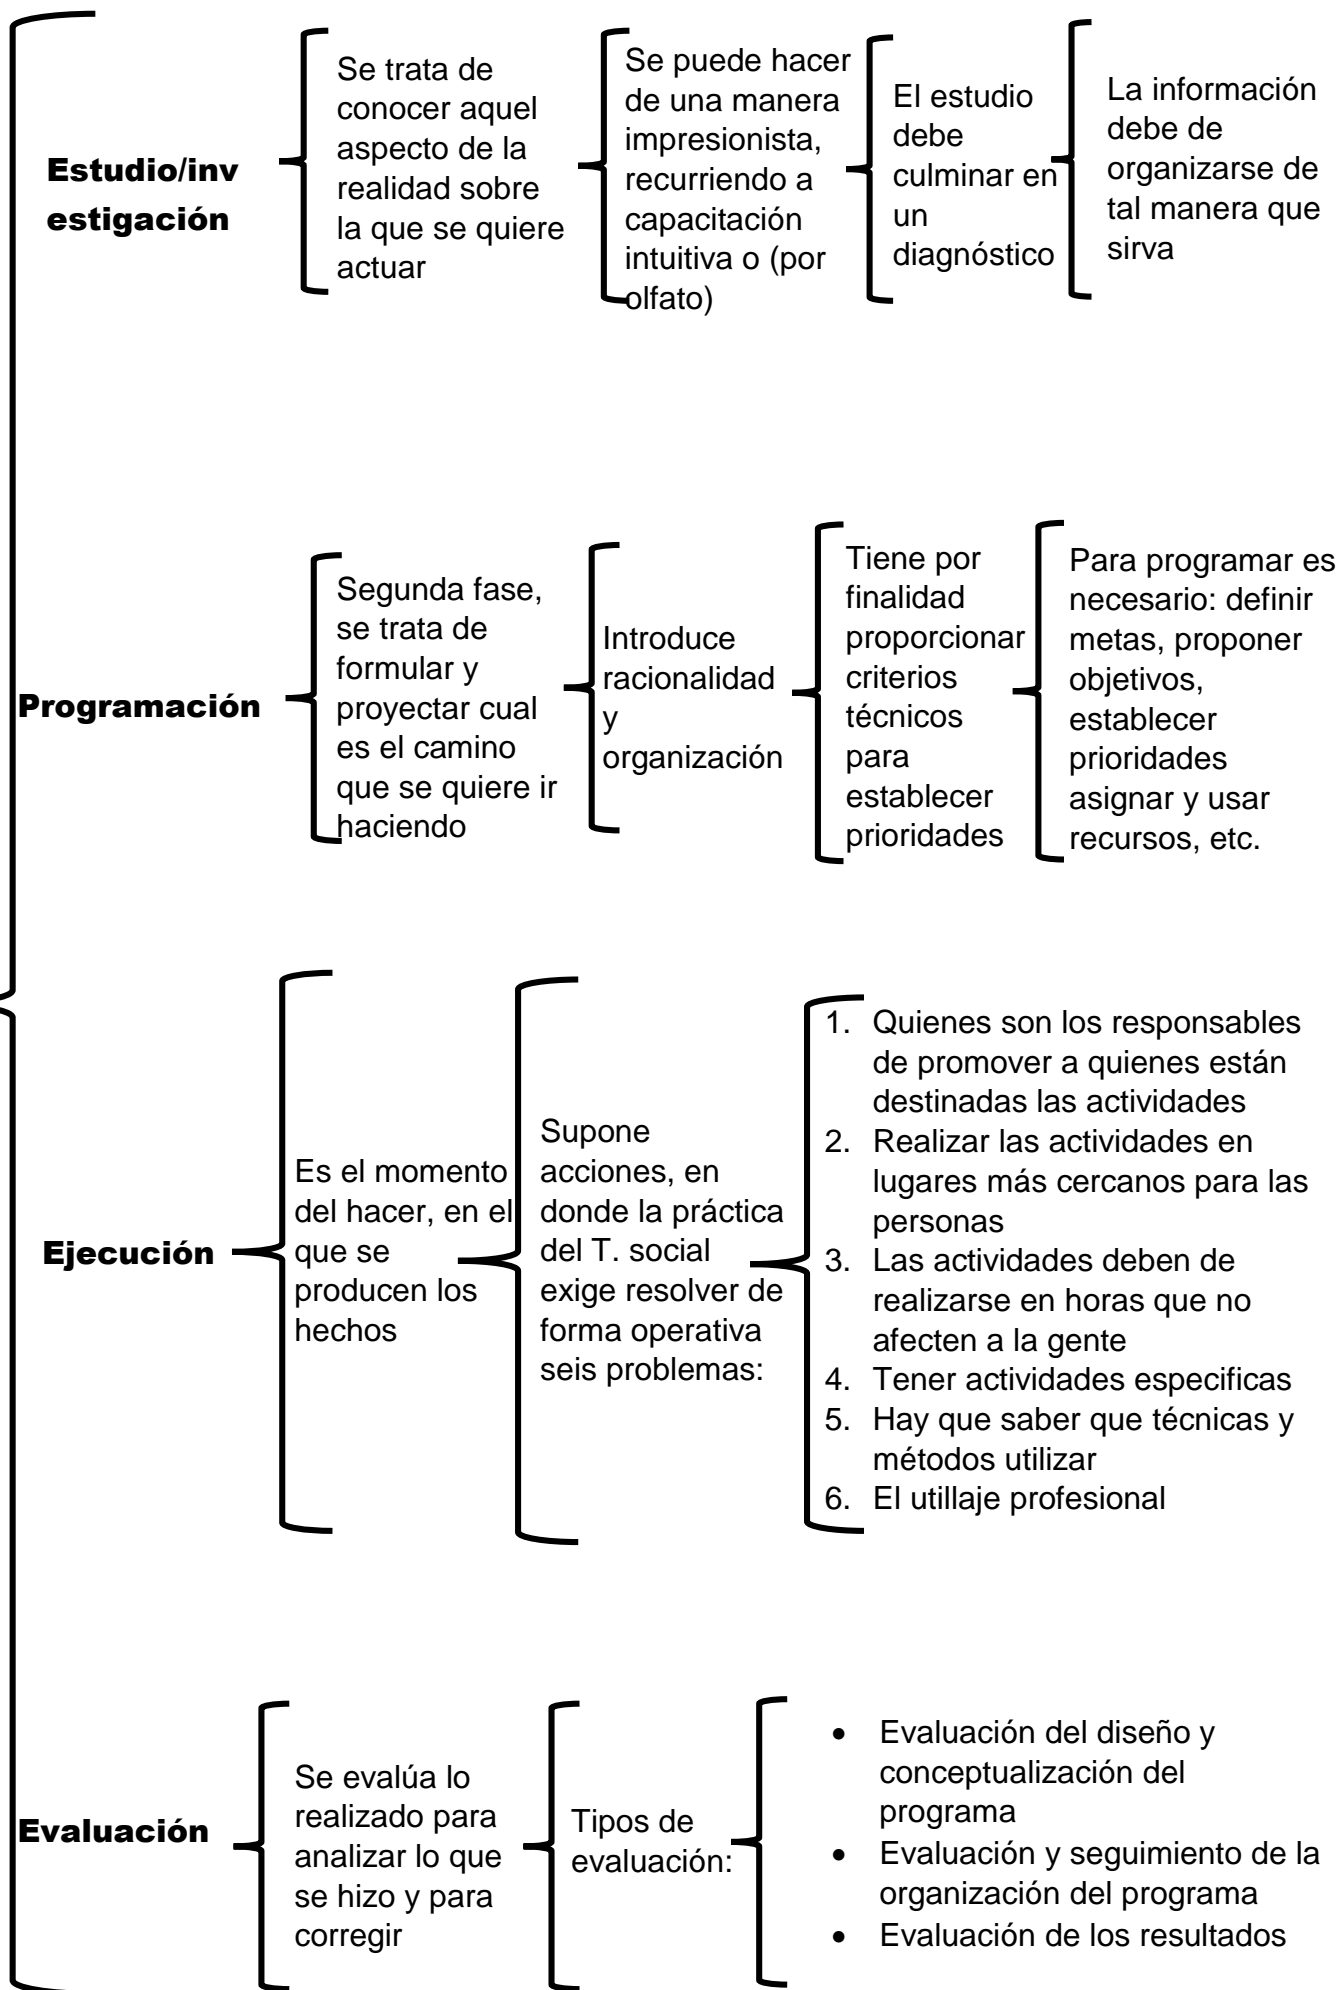 Estudio/inv
estigación
Se trata de
conocer aquel
aspecto de la
realidad sobre
la que se quiere
actuar
Se puede hacer
de una manera
impresionista,
recurriendo a
capacitación
intuitiva o (por
olfato)
El estudio
debe
culminar en
un
diagnóstico
La información
debe de
organizarse de
tal manera que
sirva
Programación
Segunda fase,
se trata de
formular y
proyectar cual
es el camino
que se quiere ir
haciendo
Introduce
racionalidad
y
organización
Tiene por
finalidad
proporcionar
criterios
técnicos
para
establecer
prioridades
Para programar es
necesario: definir
metas, proponer
objetivos,
establecer
prioridades
asignar y usar
recursos, etc.
Ejecución
Es el momento
del hacer, en el
que se
producen los
hechos
Supone
acciones, en
donde la práctica
del T. social
exige resolver de
forma operativa
seis problemas:
1. Quienes son los responsables
de promover a quienes están
destinadas las actividades
2. Realizar las actividades en
lugares más cercanos para las
personas
3. Las actividades deben de
realizarse en horas que no
afecten a la gente
4. Tener actividades especificas
5. Hay que saber que técnicas y
métodos utilizar
6. El utillaje profesional
Evaluación
Se evalúa lo
realizado para
analizar lo que
se hizo y para
corregir
Tipos de
evaluación:
• Evaluación del diseño y
conceptualización del
programa
• Evaluación y seguimiento de la
organización del programa
• Evaluación de los resultados